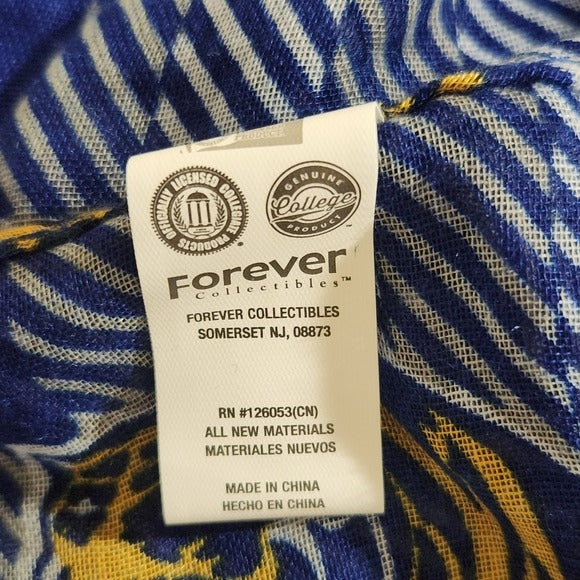 PRODUCT
OFFICIALLY LICENSED COLLEGIATE PRODUCTS
GENUINE
College
PRODUCT
Forever
Collectibles™
FOREVER COLLECTIBLES
SOMERSET NJ, 08873
RN #126053(CN)
ALL NEW MATERIALS
MATERIALES NUEVOS
MADE IN CHINA
HECHO EN CHINA